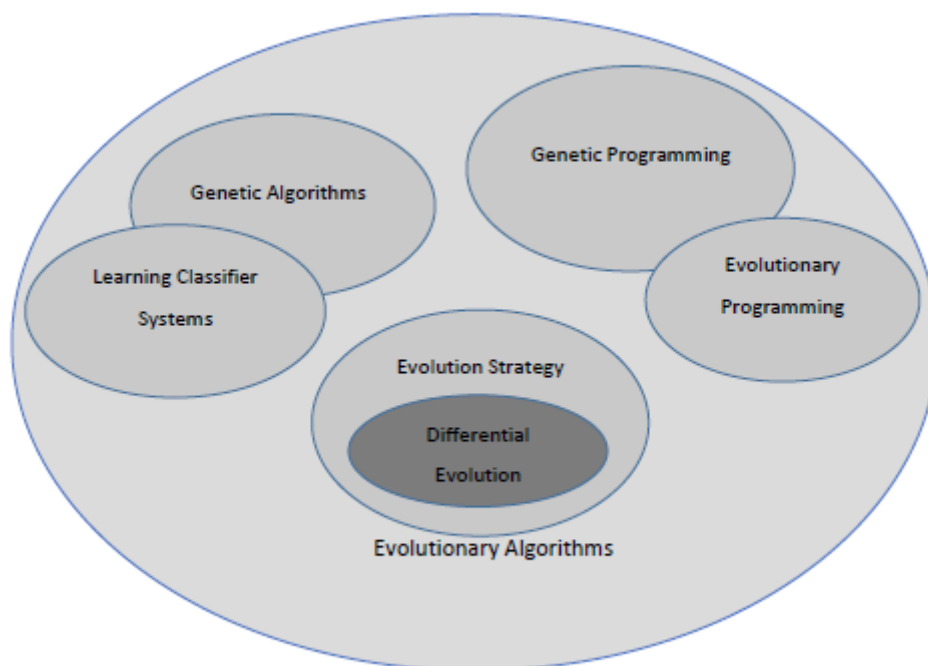 Genetic Programming
Genetic Algorithms
Learning Classifier
Systems
Evolutionary
Programming
Evolution Strategy
Differential
Evolution
Evolutionary Algorithms